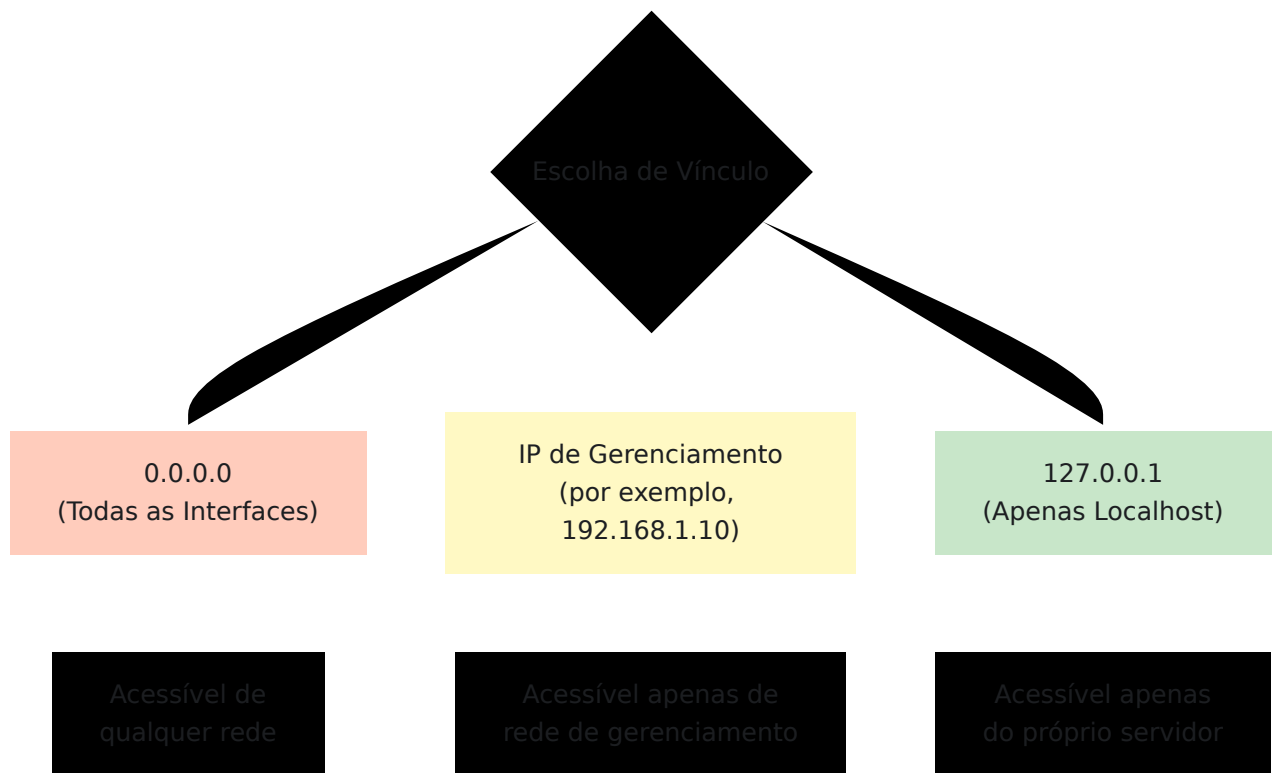 Escolha de Vínculo
0.0.0.0
(Todas as Interfaces)
IP de Gerenciamento
(por exemplo,
192.168.1.10)
127.0.0.1
(Apenas Localhost)
Acessível de
qualquer rede
Acessível apenas de
rede de gerenciamento
Acessível apenas
do próprio servidor